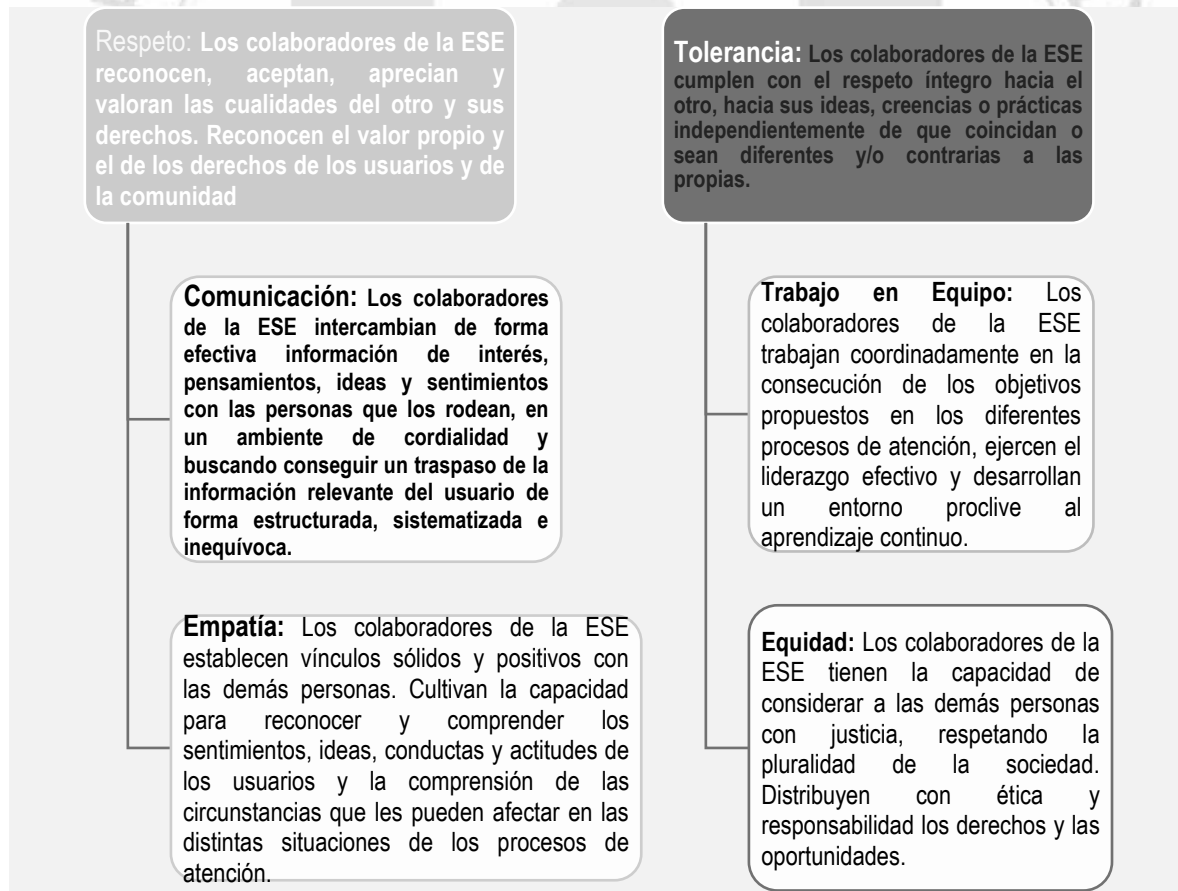 Respeto: Los colaboradores de la ESE
reconocen, aceptan, aprecian y
valoran las cualidades del otro y sus
derechos. Reconocen el valor propio y
el de los derechos de los usuarios y de
la comunidad
Comunicación: Los colaboradores
de la ESE intercambian de forma
efectiva información de interés,
pensamientos, ideas y sentimientos
con las personas que los rodean, en
un ambiente de cordialidad y
buscando conseguir un traspaso de la
información relevante del usuario de
forma estructurada, sistematizada e
inequívoca.
Empatía: Los colaboradores de la ESE
establecen vínculos sólidos y positivos con
las demás personas. Cultivan la capacidad
para reconocer y comprender los
sentimientos, ideas, conductas y actitudes de
los usuarios y la comprensión de las
circunstancias que les pueden afectar en las
distintas situaciones de los procesos de
atención.
Tolerancia: Los colaboradores de la ESE
cumplen con el respeto íntegro hacia el
otro, hacia sus ideas, creencias o prácticas
independientemente de que coincidan o
sean diferentes y/o contrarias a las
propias.
Trabajo en Equipo: Los
colaboradores de la ESE
trabajan coordinadamente en la
consecución de los objetivos
propuestos en los diferentes
procesos de atención, ejercen el
liderazgo efectivo y desarrollan
un entorno proclive al
aprendizaje continuo.
Equidad: Los colaboradores de la
ESE tienen la capacidad de
considerar a las demás personas
con justicia, respetando la
pluralidad de la sociedad.
Distribuyen con ética y
responsabilidad los derechos y las
oportunidades.